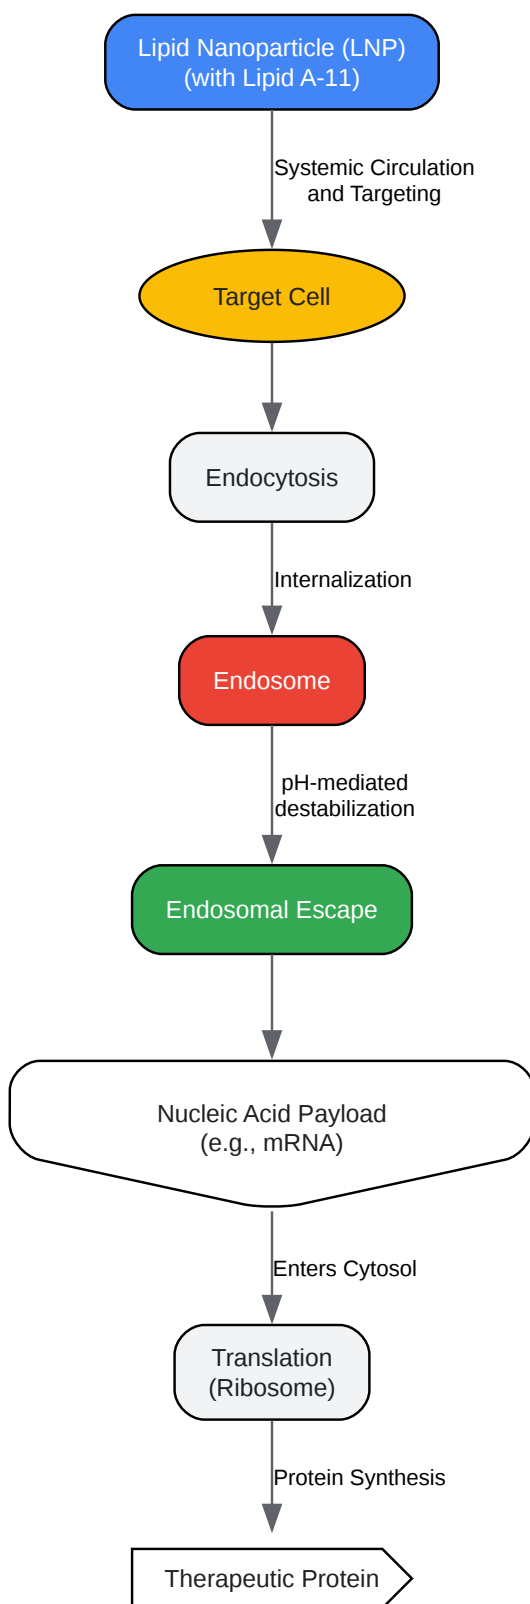 Lipid Nanoparticle (LNP)
(with Lipid A-11)
Systemic Circulation
and Targeting
Target Cell
Endocytosis
Internalization
Endosome
pH-mediated
destabilization
Endosomal Escape
Nucleic Acid Payload
(e.g., mRNA)
Enters Cytosol
Translation
(Ribosome)
Protein Synthesis
Therapeutic Protein